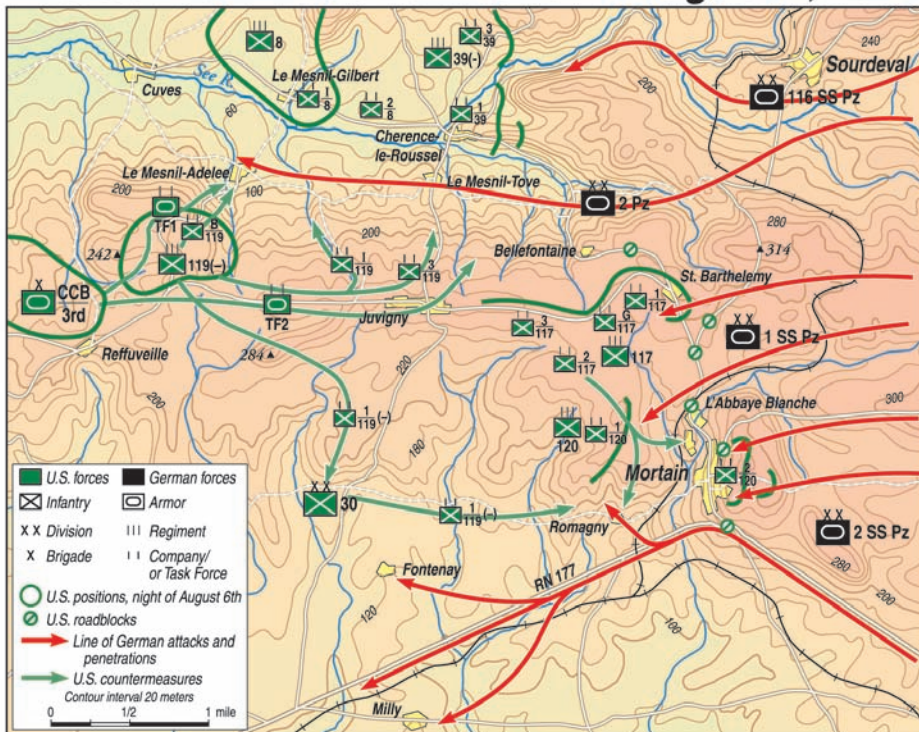 8
3
39
39(-)
240
Sourdeval
See R.
Le Mesnil-Gilbert
Cuves
1
8
2
8
1
39
200
116 SS Pz
60
Cherence-
le-Roussel
Le Mesnil-Adelee
200
100
Le Mesnil-Tove
2 Pz
TF1
8
119
280
200
314
242
119(–)
1
119
3
119
Bellefontaine
St. Barthelemy
CCB
3rd
TF2
Juvigny
1
117
G
117
3
117
117
1 SS Pz
Reffuveille
284
220
2
117
L'Abbaye Blanche
300
200
1
119(–)
180
120
1
120
Mortain
2
120
30
1
119(–)
Romagny
2 SS Pz
280
Fontenay
RN 177
200
120
100
Milly
U.S. forces
German forces
Infantry
Armor
X X Division
Regiment
X Brigade
Company/
or Task Force
U.S. positions, night of August 6th
U.S. roadblocks
Line of German attacks and
penetrations
U.S. countermeasures
Contour interval 20 meters
0 1/2 1 mile